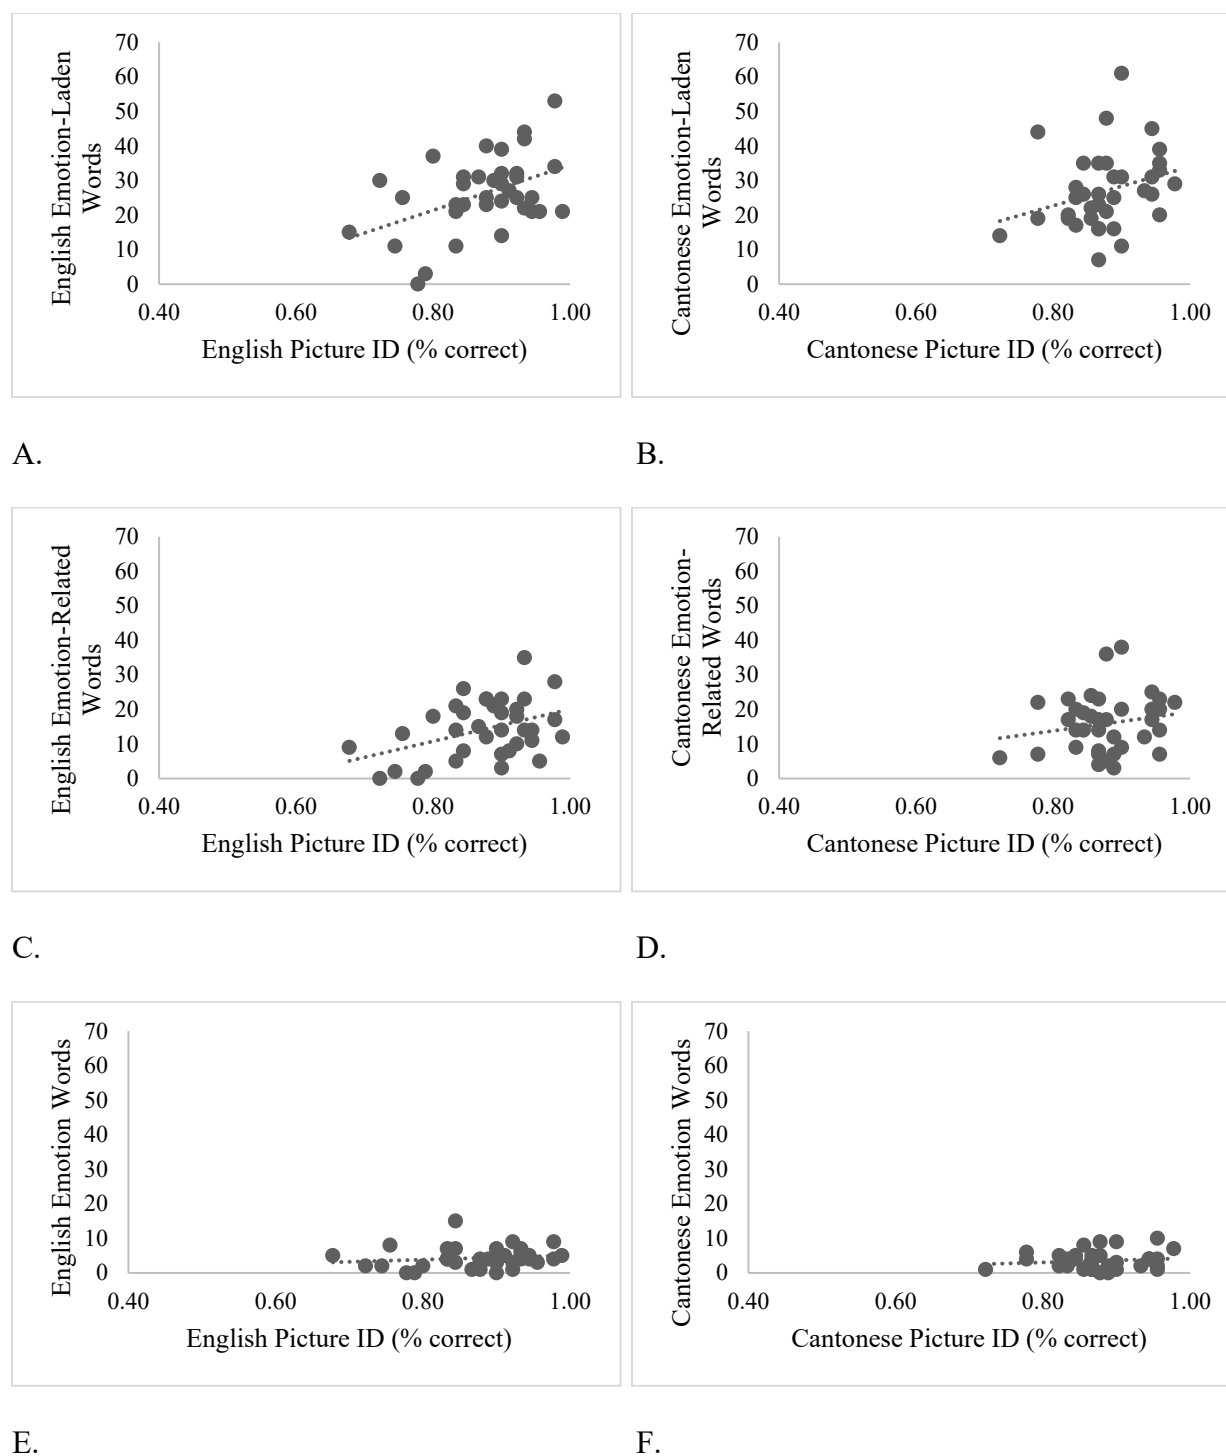 English Emotion-Laden
Words
70
60
50
40
30
20
10
0
0.40 0.60 0.80 1.00
English Picture ID (% correct)
Cantonese Emotion-Laden
Words
70
60
50
40
30
20
10
0
0.40 0.60 0.80 1.00
Cantonese Picture ID (% correct)
A.
B.
English Emotion-Related
Words
70
60
50
40
30
20
10
0
0.40 0.60 0.80 1.00
English Picture ID (% correct)
Cantonese Emotion-
Related Words
70
60
50
40
30
20
10
0
0.40 0.60 0.80 1.00
Cantonese Picture ID (% correct)
C.
D.
English Emotion Words
70
60
50
40
30
20
10
0
0.40 0.60 0.80 1.00
English Picture ID (% correct)
Cantonese Emotion Words
70
60
50
40
30
20
10
0
0.40 0.60 0.80 1.00
Cantonese Picture ID (% correct)
E.
F.